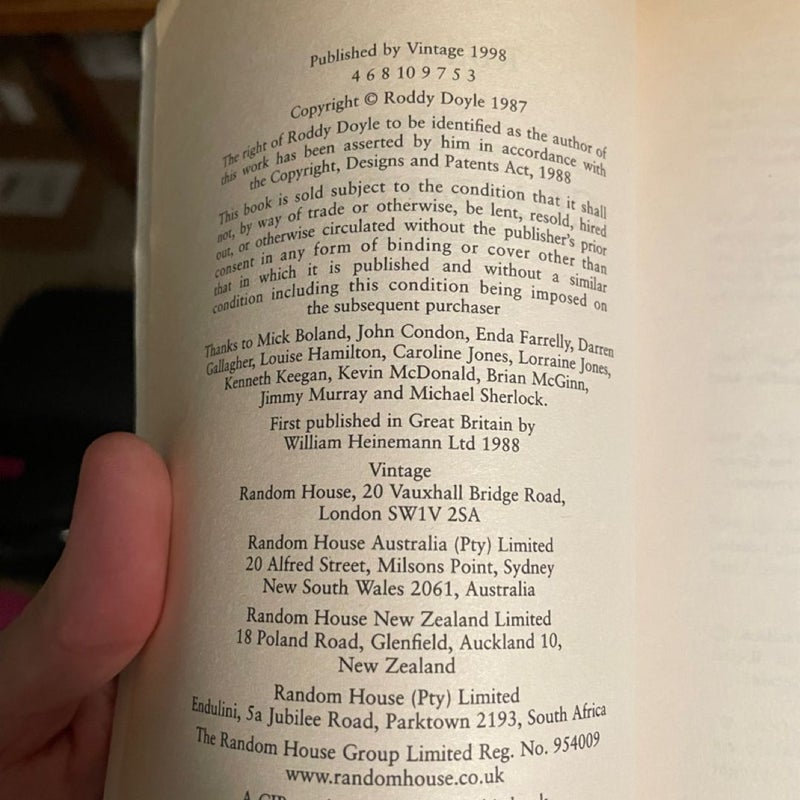 Published by Vintage 1998
4 6 8 10 9 7 5 3
Copyright © Roddy Doyle 1987
The right of Roddy Doyle to be identified as the author of
this work has been asserted by him in accordance with
the Copyright, Designs and Patents Act, 1988
This book is sold subject to the condition that it shall
not, by way of trade or otherwise, be lent, resold, hired
out, or otherwise circulated without the publisher's prior
consent in any form of binding or cover other than
that in which it is published and without a similar
condition including this condition being imposed on
the subsequent purchaser
Thanks to Mick Boland, John Condon, Enda Farrelly, Darren
Gallagher, Louise Hamilton, Caroline Jones, Lorraine Jones,
Kenneth Keegan, Kevin McDonald, Brian McGinn,
Jimmy Murray and Michael Sherlock.
First published in Great Britain by
William Heinemann Ltd 1988
Vintage
Random House, 20 Vauxhall Bridge Road,
London SW1V 2SA
Random House Australia (Pty) Limited
20 Alfred Street, Milsons Point, Sydney
New South Wales 2061, Australia
Random House New Zealand Limited
18 Poland Road, Glenfield, Auckland 10,
New Zealand
Random House (Pty) Limited
Endulini, 5a Jubilee Road, Parktown 2193, South Africa
The Random House Group Limited Reg. No. 954009
www.randomhouse.co.uk
A CIP